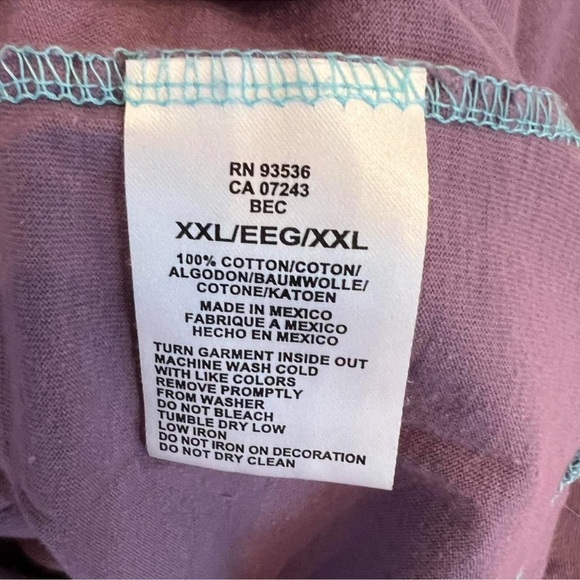 RN 93536
CA 07243
BEC
XXL/EEG/XXL
100% COTTON/COTON/
ALGODON/BAUMWOLLE/
COTONE/KATOEN
MADE IN MEXICO
FABRIQUE A MEXICO
HECHO EN MEXICO
TURN GARMENT INSIDE OUT
MACHINE WASH COLD
WITH LIKE COLORS
REMOVE PROMPTLY
FROM WASHER
DO NOT BLEACH
TUMBLE DRY LOW
LOW IRON
DO NOT IRON ON DECORATION
DO NOT DRY CLEAN